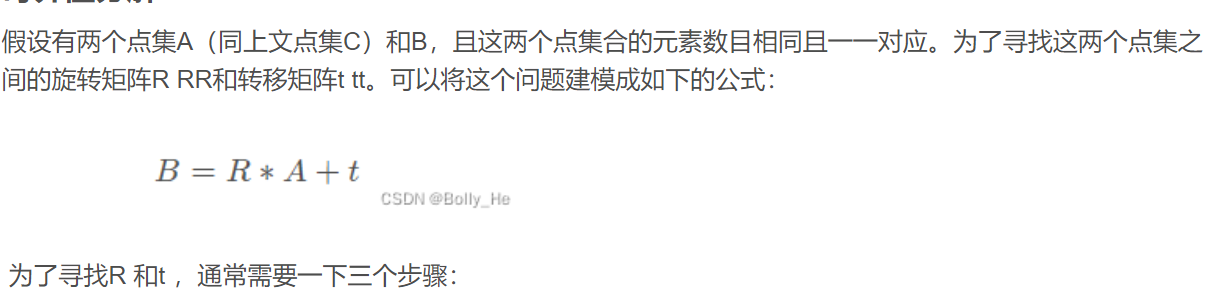 假设有两个点集A（同上文点集C）和B，且这两个点集合的元素数目相同且一一对应。为了寻找这两个点集之
间的旋转矩阵R RR和转移矩阵t tt。可以将这个问题建模成如下的公式：
B = R ∗ A + t
CSDN @Bolly_He
为了寻找R 和t ，通常需要一下三个步骤：